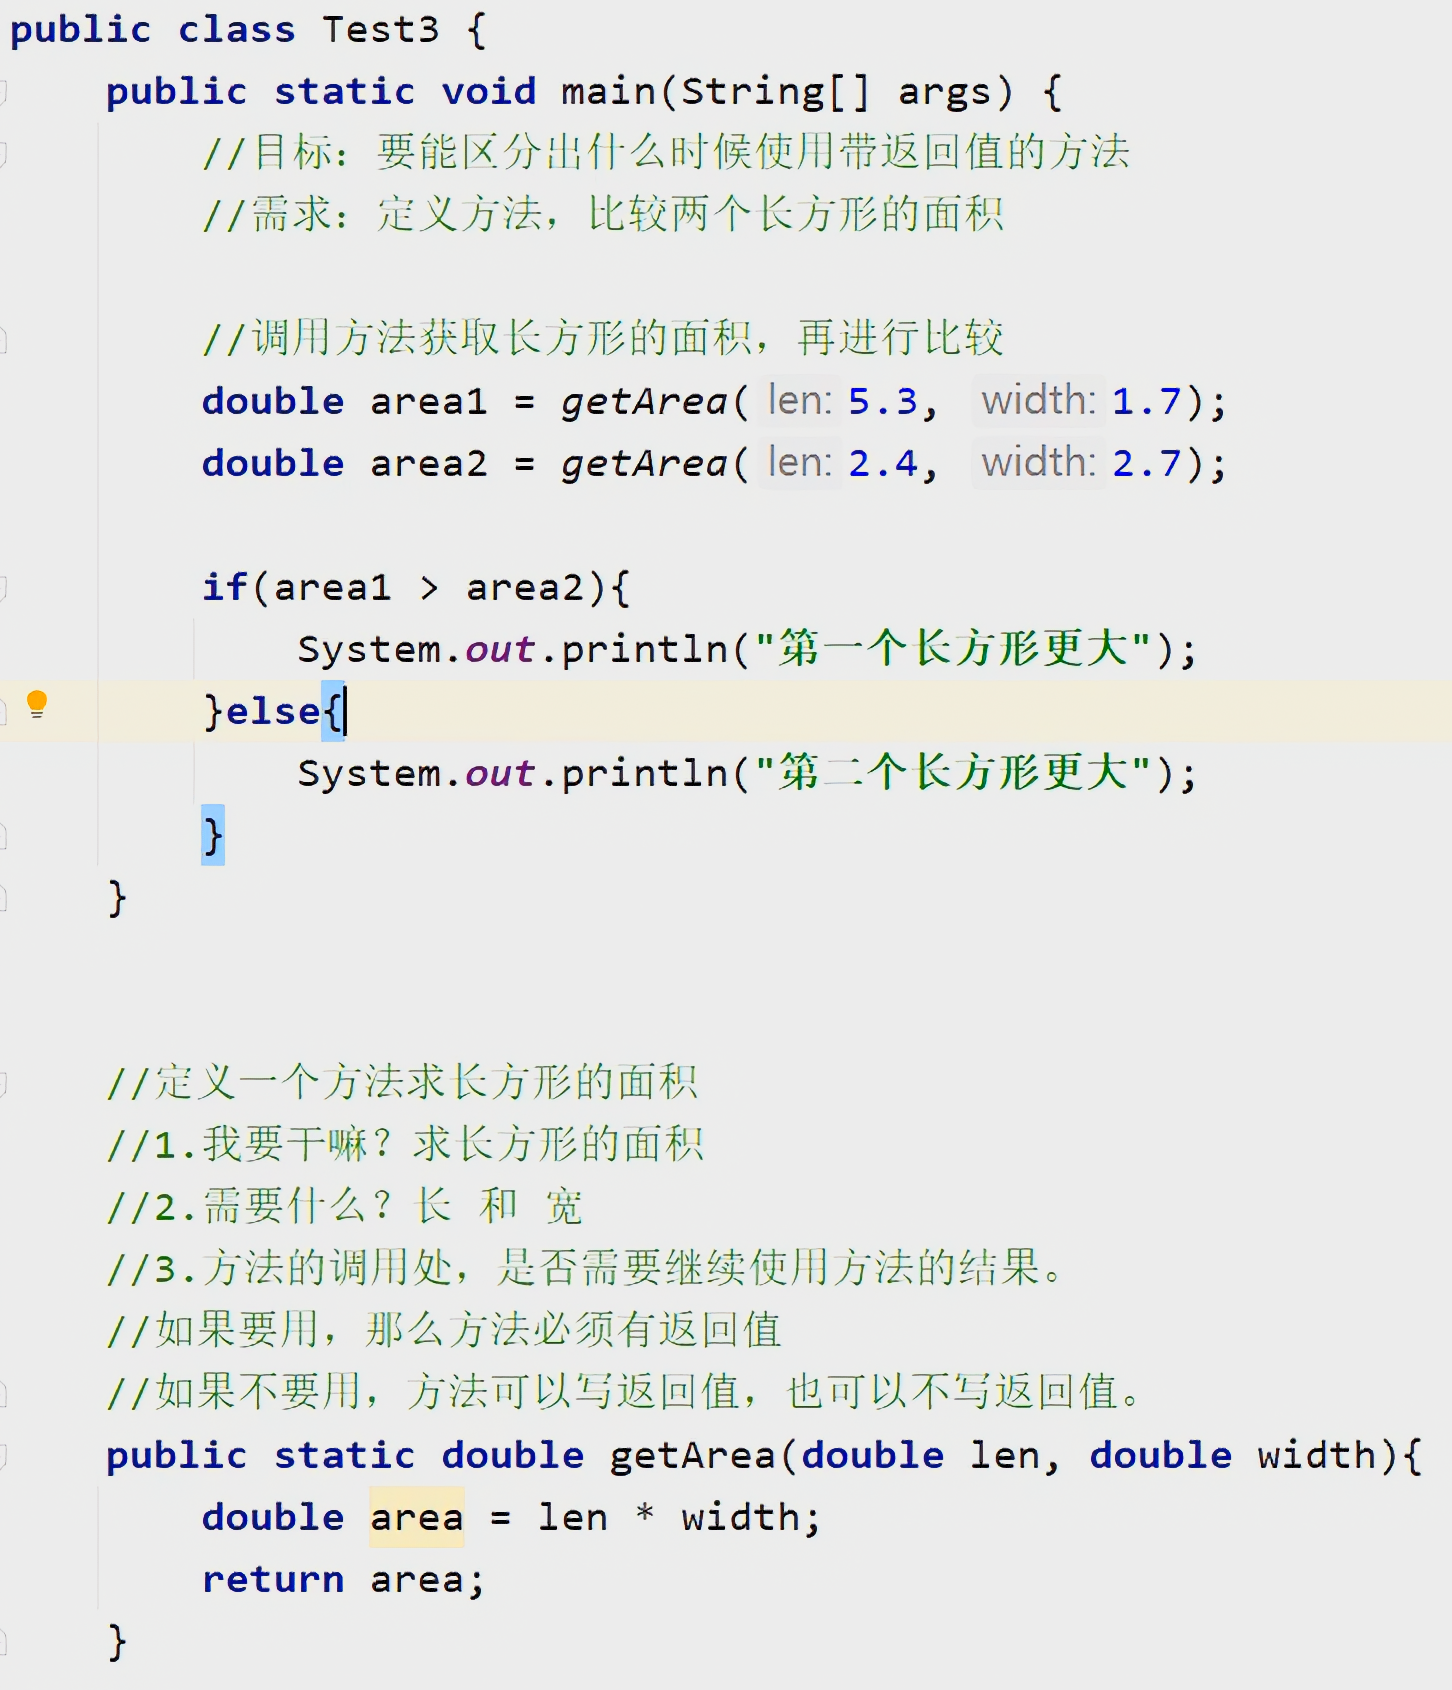 public class Test3 {
public static void main(String[] args) {
//目标：要能区分出什么时候使用带返回值的方法
//需求：定义方法，比较两个长方形的面积
//调用方法获取长方形的面积，再进行比较
double area1 = getArea( len: 5.3, width: 1.7);
double area2 = getArea( len: 2.4, width: 2.7);
if(area1 > area2){
System.out.println("第一个长方形更大");
}else{
System.out.println("第二个长方形更大");
}
}
//定义一个方法求长方形的面积
//1.我要干嘛？求长方形的面积
//2.需要什么？长 和 宽
//3.方法的调用处，是否需要继续使用方法的结果。
//如果要用，那么方法必须有返回值
//如果不要用，方法可以写返回值，也可以不写返回值。
public static double getArea(double len, double width){
double area = len * width;
return area;
}